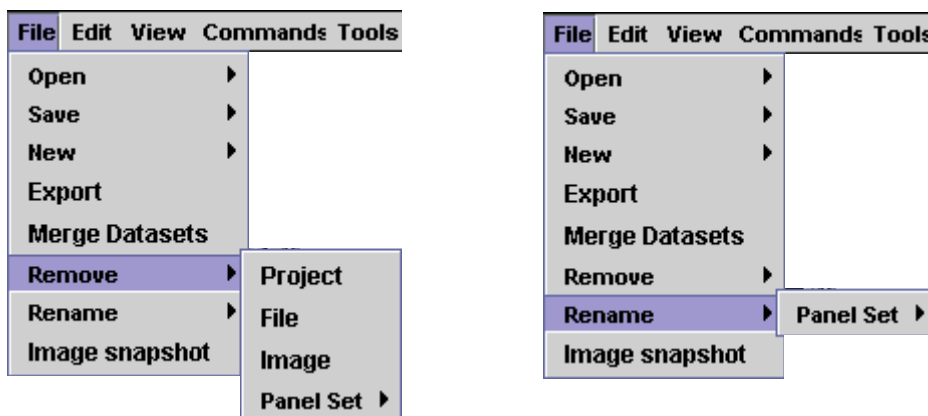 File Edit View Commands Tools
Open
Save
New
Export
Merge Datasets
Remove
Rename
Image snapshot
Project
File
Image
Panel Set
File Edit View Commands Tools
Open
Save
New
Export
Merge Datasets
Remove
Rename
Image snapshot
Panel Set